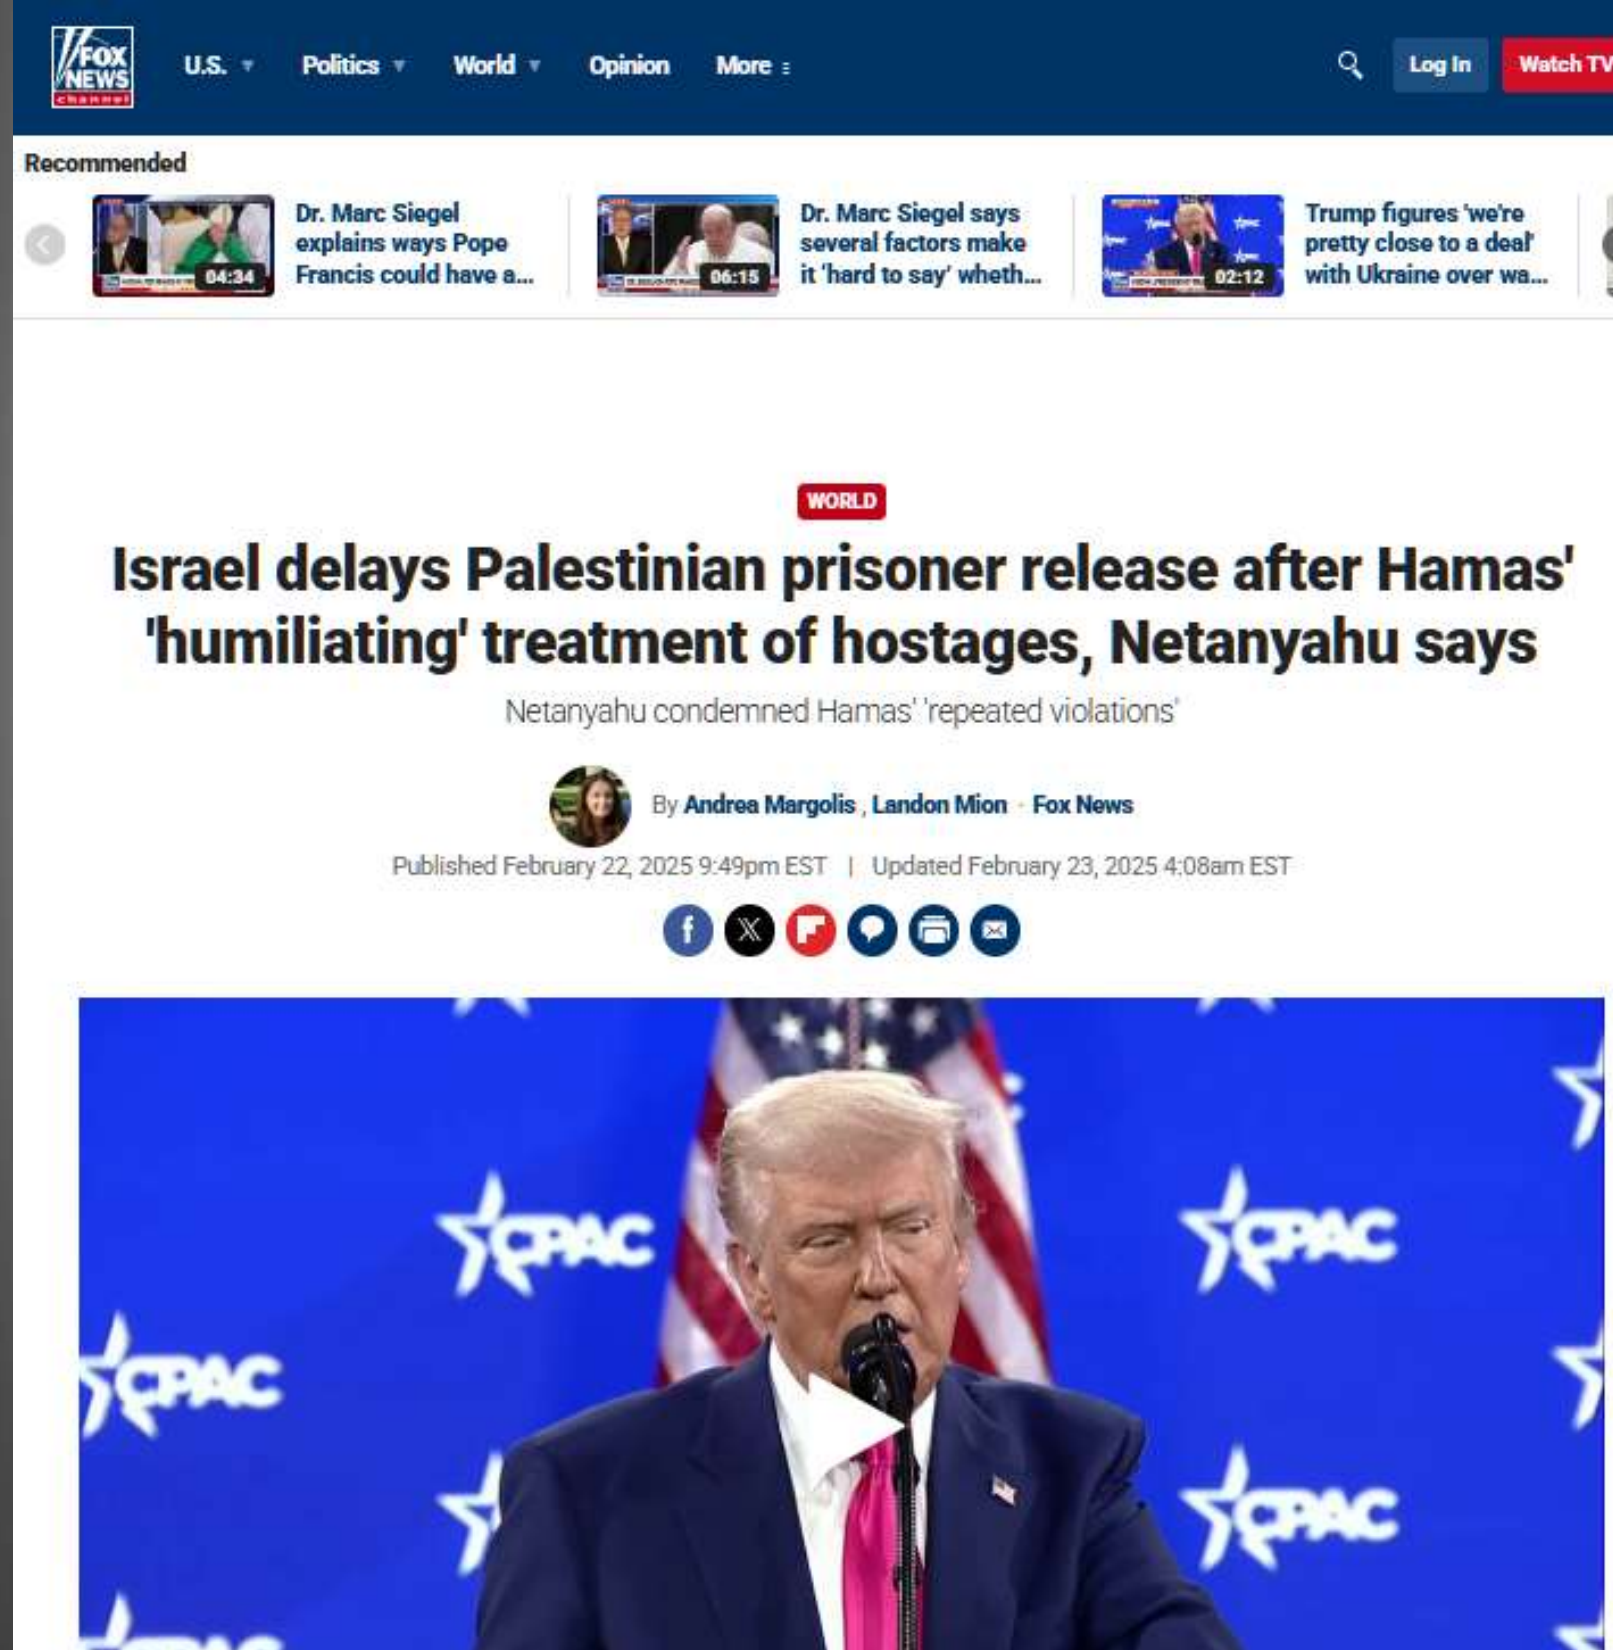 FOX
NEWS
channel
U.S.
Politics
World
Opinion
More
Log In
Watch TV
Recommended
Dr. Marc Siegel
explains ways Pope
Francis could have a...
04:34
Dr. Marc Siegel says
several factors make
it 'hard to say' wheth...
06:15
Trump figures 'we're
pretty close to a deal'
with Ukraine over wa...
02:12
WORLD
Israel delays Palestinian prisoner release after Hamas'
'humiliating' treatment of hostages, Netanyahu says
Netanyahu condemned Hamas' 'repeated violations'
By Andrea Margolis , Landon Mion - Fox News
Published February 22, 2025 9:49pm EST | Updated February 23, 2025 4:08am EST
CPAC
CPAC
CPAC
CPAC